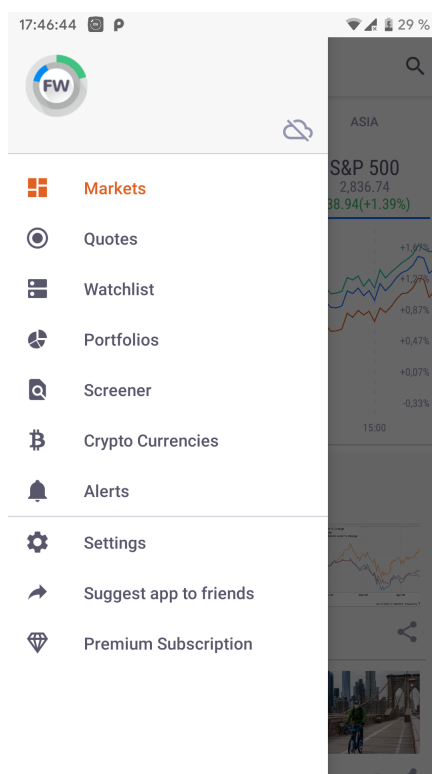 17:46:44
29 %
FW
ASIA
S&P 500
2,836.74
38.94(+1.39%)
Markets
Quotes
Watchlist
Portfolios
Screener
Crypto Currencies
Alerts
Settings
Suggest app to friends
Premium Subscription
+1,67%
+1,27%
+0,87%
+0,47%
+0,07%
-0,33%
15:00